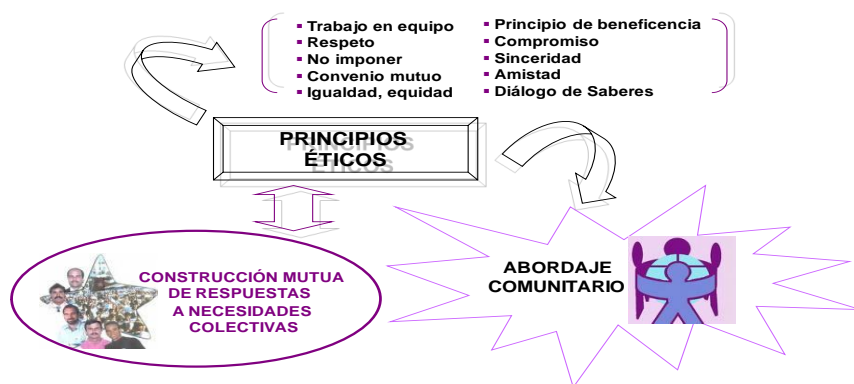 Trabajo en equipo
Respeto
No imponer
Convenio mutuo
Igualdad, equidad
Principio de beneficencia
Compromiso
Sinceridad
Amistad
Diálogo de Saberes
PRINCIPIOS
ÉTICOS
CONSTRUCCIÓN MUTUA
DE RESPUESTAS
A NECESIDADES
COLECTIVAS
ABORDAJE
COMUNITARIO